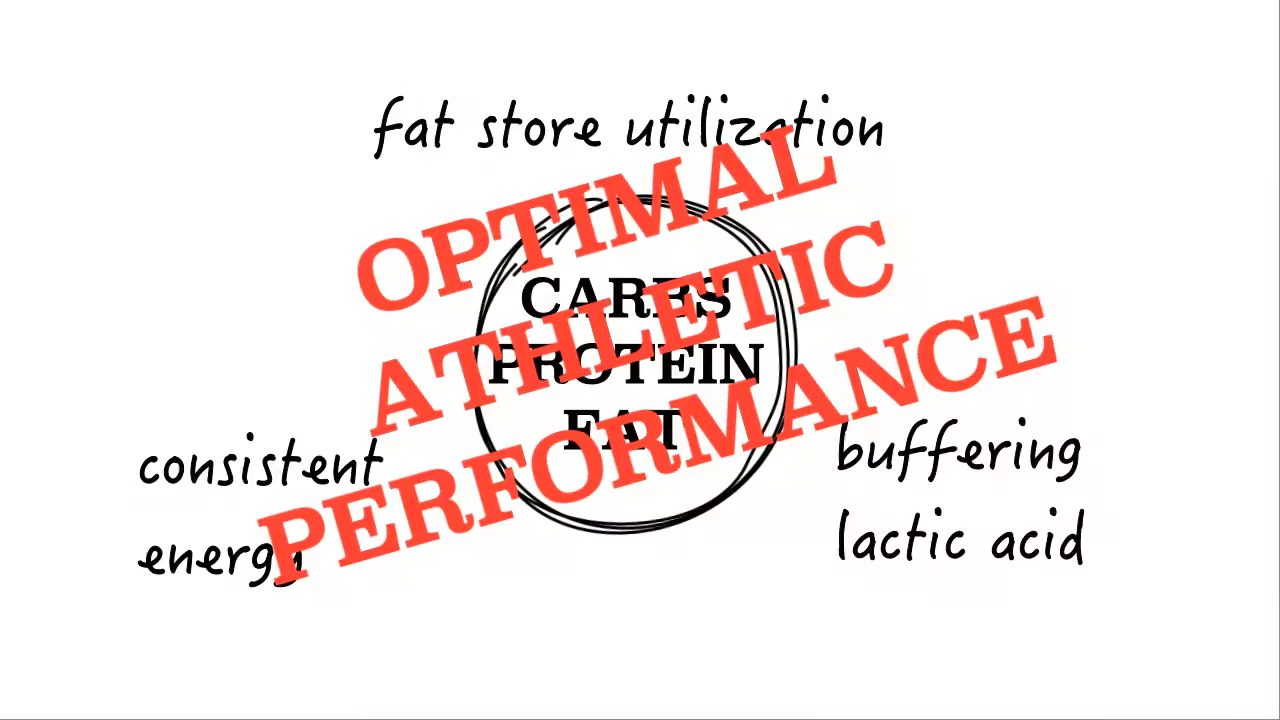 fat store utilization
OPTIMAL
ATHLETIC
PERFORMANCE
CARBS
PROTEIN
FAT
consistent
energy
buffering
lactic acid